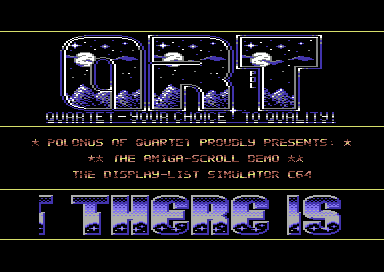 QRT
QUARTET-YOUR CHOICE TO QUALITY!
* POLONUS OF QUARTET PROUDLY PRESENTS: *
** THE AMIGA-SCROLL DEMO **
THE DISPLAY-LIST SIMULATOR C64
T THERE IS